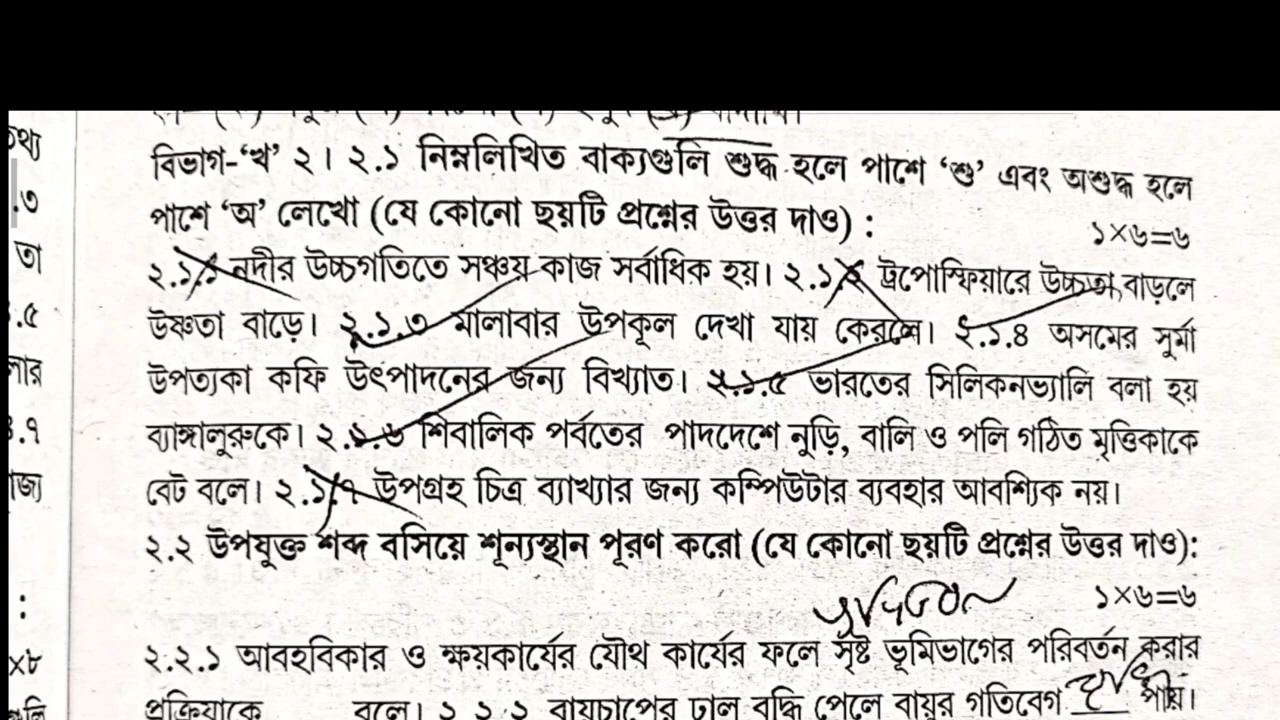 বিভাগ-‘খ’ ২। ২.১ নিম্নলিখিত বাক্যগুলি শুদ্ধ হলে পাশে ‘শু’ এবং অশুদ্ধ হলে
পাশে ‘অ’ লেখো (যে কোনো ছয়টি প্রশ্নের উত্তর দাও) :
১×৬=৬
২.১.১ নদীর উচ্চগতিতে সঞ্চয় কাজ সর্বাধিক হয়। ২.১.২ ট্রপোস্ফিয়ারে উচ্চতা বাড়লে
উষ্ণতা বাড়ে। ২.১.৩ মালাবার উপকূল দেখা যায় কেরলে। ২.১.৪ অসমের সুর্মা
উপত্যকা কফি উৎপাদনের জন্য বিখ্যাত। ২.১.৫ ভারতের সিলিকনভ্যালি বলা হয়
ব্যাঙ্গালুরুকে। ২.১.৬ শিবালিক পর্বতের পাদদেশে নুড়ি, বালি ও পলি গঠিত মৃত্তিকাকে
বেট বলে। ২.১.৭ উপগ্রহ চিত্র ব্যাখ্যার জন্য কম্পিউটার ব্যবহার আবশ্যিক নয়।
২.২ উপযুক্ত শব্দ বসিয়ে শূন্যস্থান পূরণ করো (যে কোনো ছয়টি প্রশ্নের উত্তর দাও):
১×৬=৬
২.২.১ আবহবিকার ও ক্ষয়কার্যের যৌথ কার্যের ফলে সৃষ্ট ভূমিভাগের পরিবর্তন করার
প্রক্রিয়াকে ___ বলে। ২.২.২ বায়ুচাপের ঢাল বৃদ্ধি পেলে বায়ুর গতিবেগ ___ পায়।